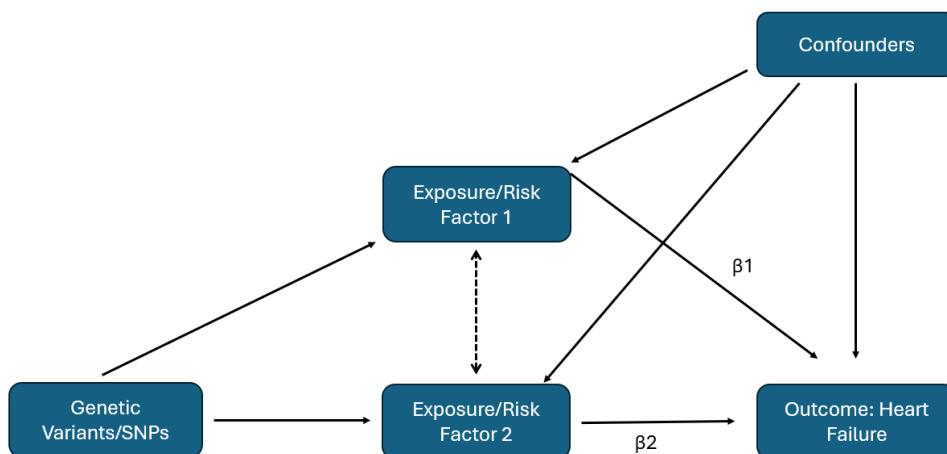 Confounders
Exposure/Risk
Factor 1
β1
Genetic
Variants/SNPs
Exposure/Risk
Factor 2
β2
Outcome: Heart
Failure